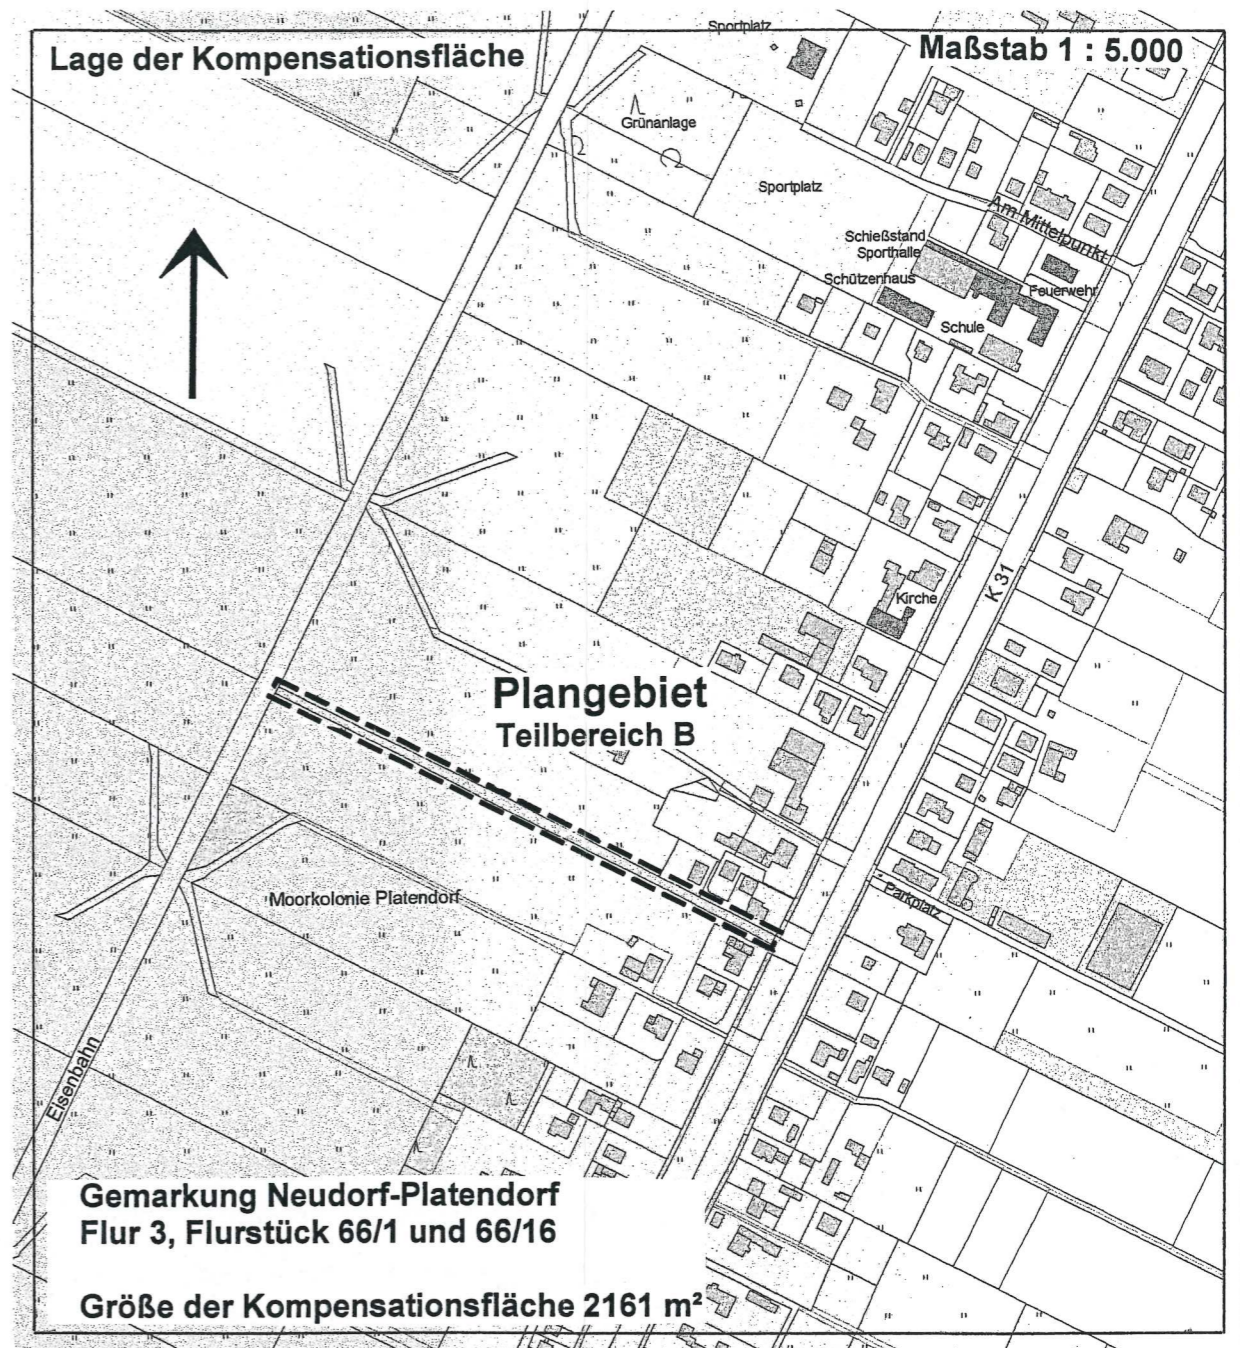 Sportplatz
Lage der Kompensationsfläche
Maßstab 1 : 5.000
Grünanlage
Sportplatz
Am Mittelpunkt
Schießstand
Sporthalle
Schützenhaus
Feuerwehr
Schule
K 31
Kirche
Plangebiet
Teilbereich B
Parkplatz
Moorkolonie Platendorf
Eisenbahn
Gemarkung Neudorf-Platendorf
Flur 3, Flurstück 66/1 und 66/16
Größe der Kompensationsfläche 2161 m²